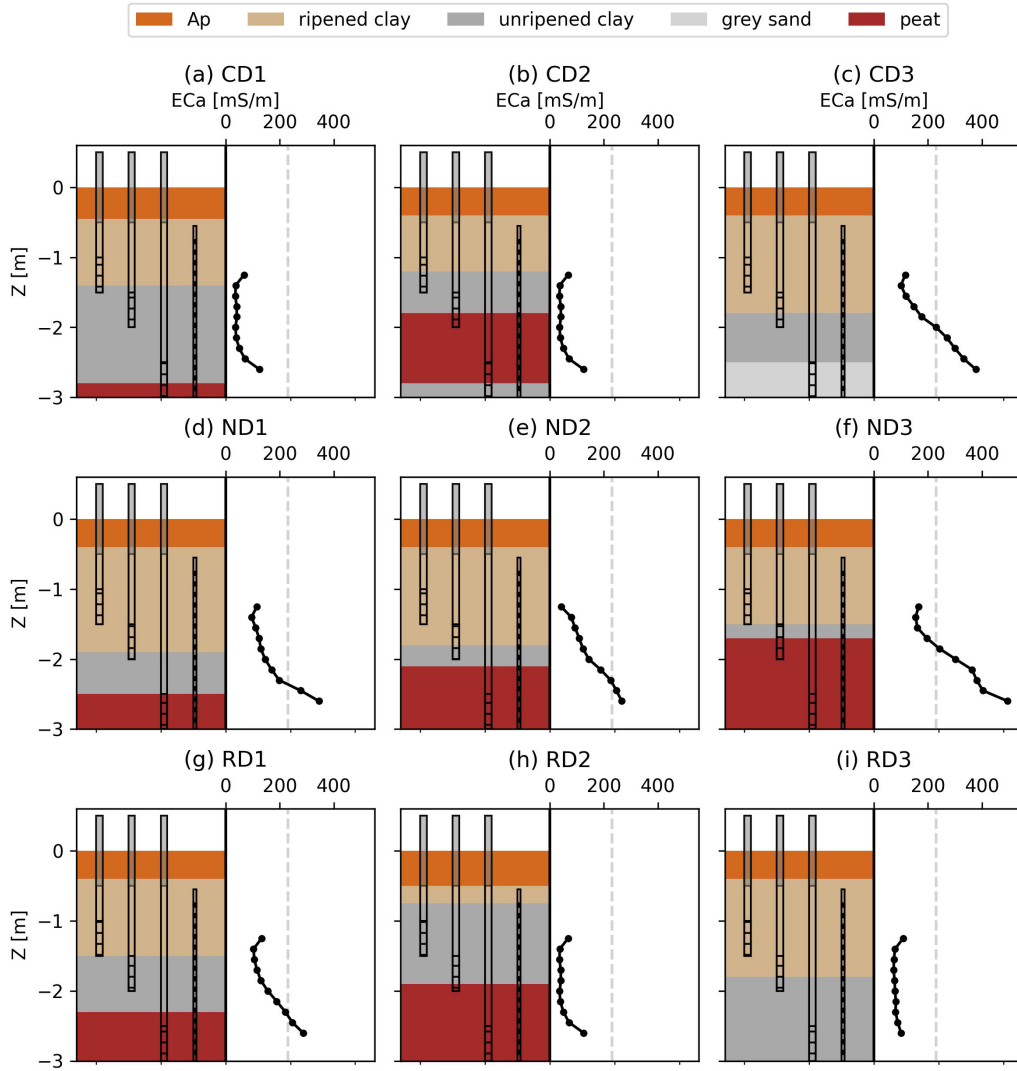 Ap ripened clay unripened clay grey sand peat
(a) CD1 (b) CD2 (c) CD3
ECa [mS/m] ECa [mS/m] ECa [mS/m]
0 200 400 0 200 400 0 200 400
0
−1
Z [m]
−2
−3
(d) ND1 (e) ND2 (f) ND3
0 200 400 0 200 400 0 200 400
0
−1
Z [m]
−2
−3
(g) RD1 (h) RD2 (i) RD3
0 200 400 0 200 400 0 200 400
0
−1
Z [m]
−2
−3